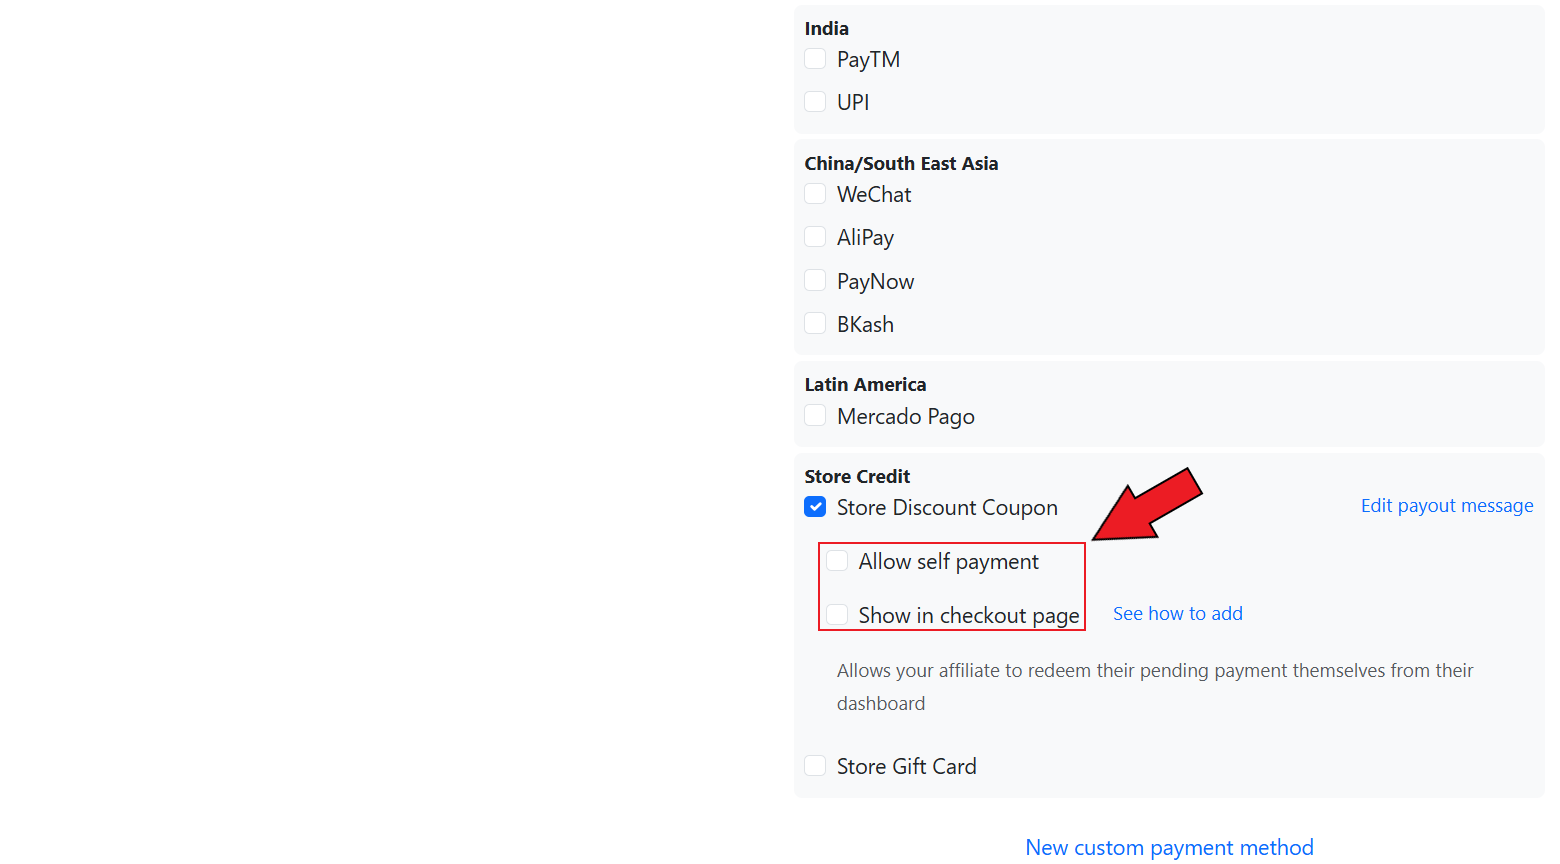 India
PayTM
UPI
China/South East Asia
WeChat
AliPay
PayNow
BKash
Latin America
Mercado Pago
Store Credit
Store Discount Coupon
Edit payout message
Allow self payment
Show in checkout page
See how to add
Allows your affiliate to redeem their pending payment themselves from their
dashboard
Store Gift Card
New custom payment method